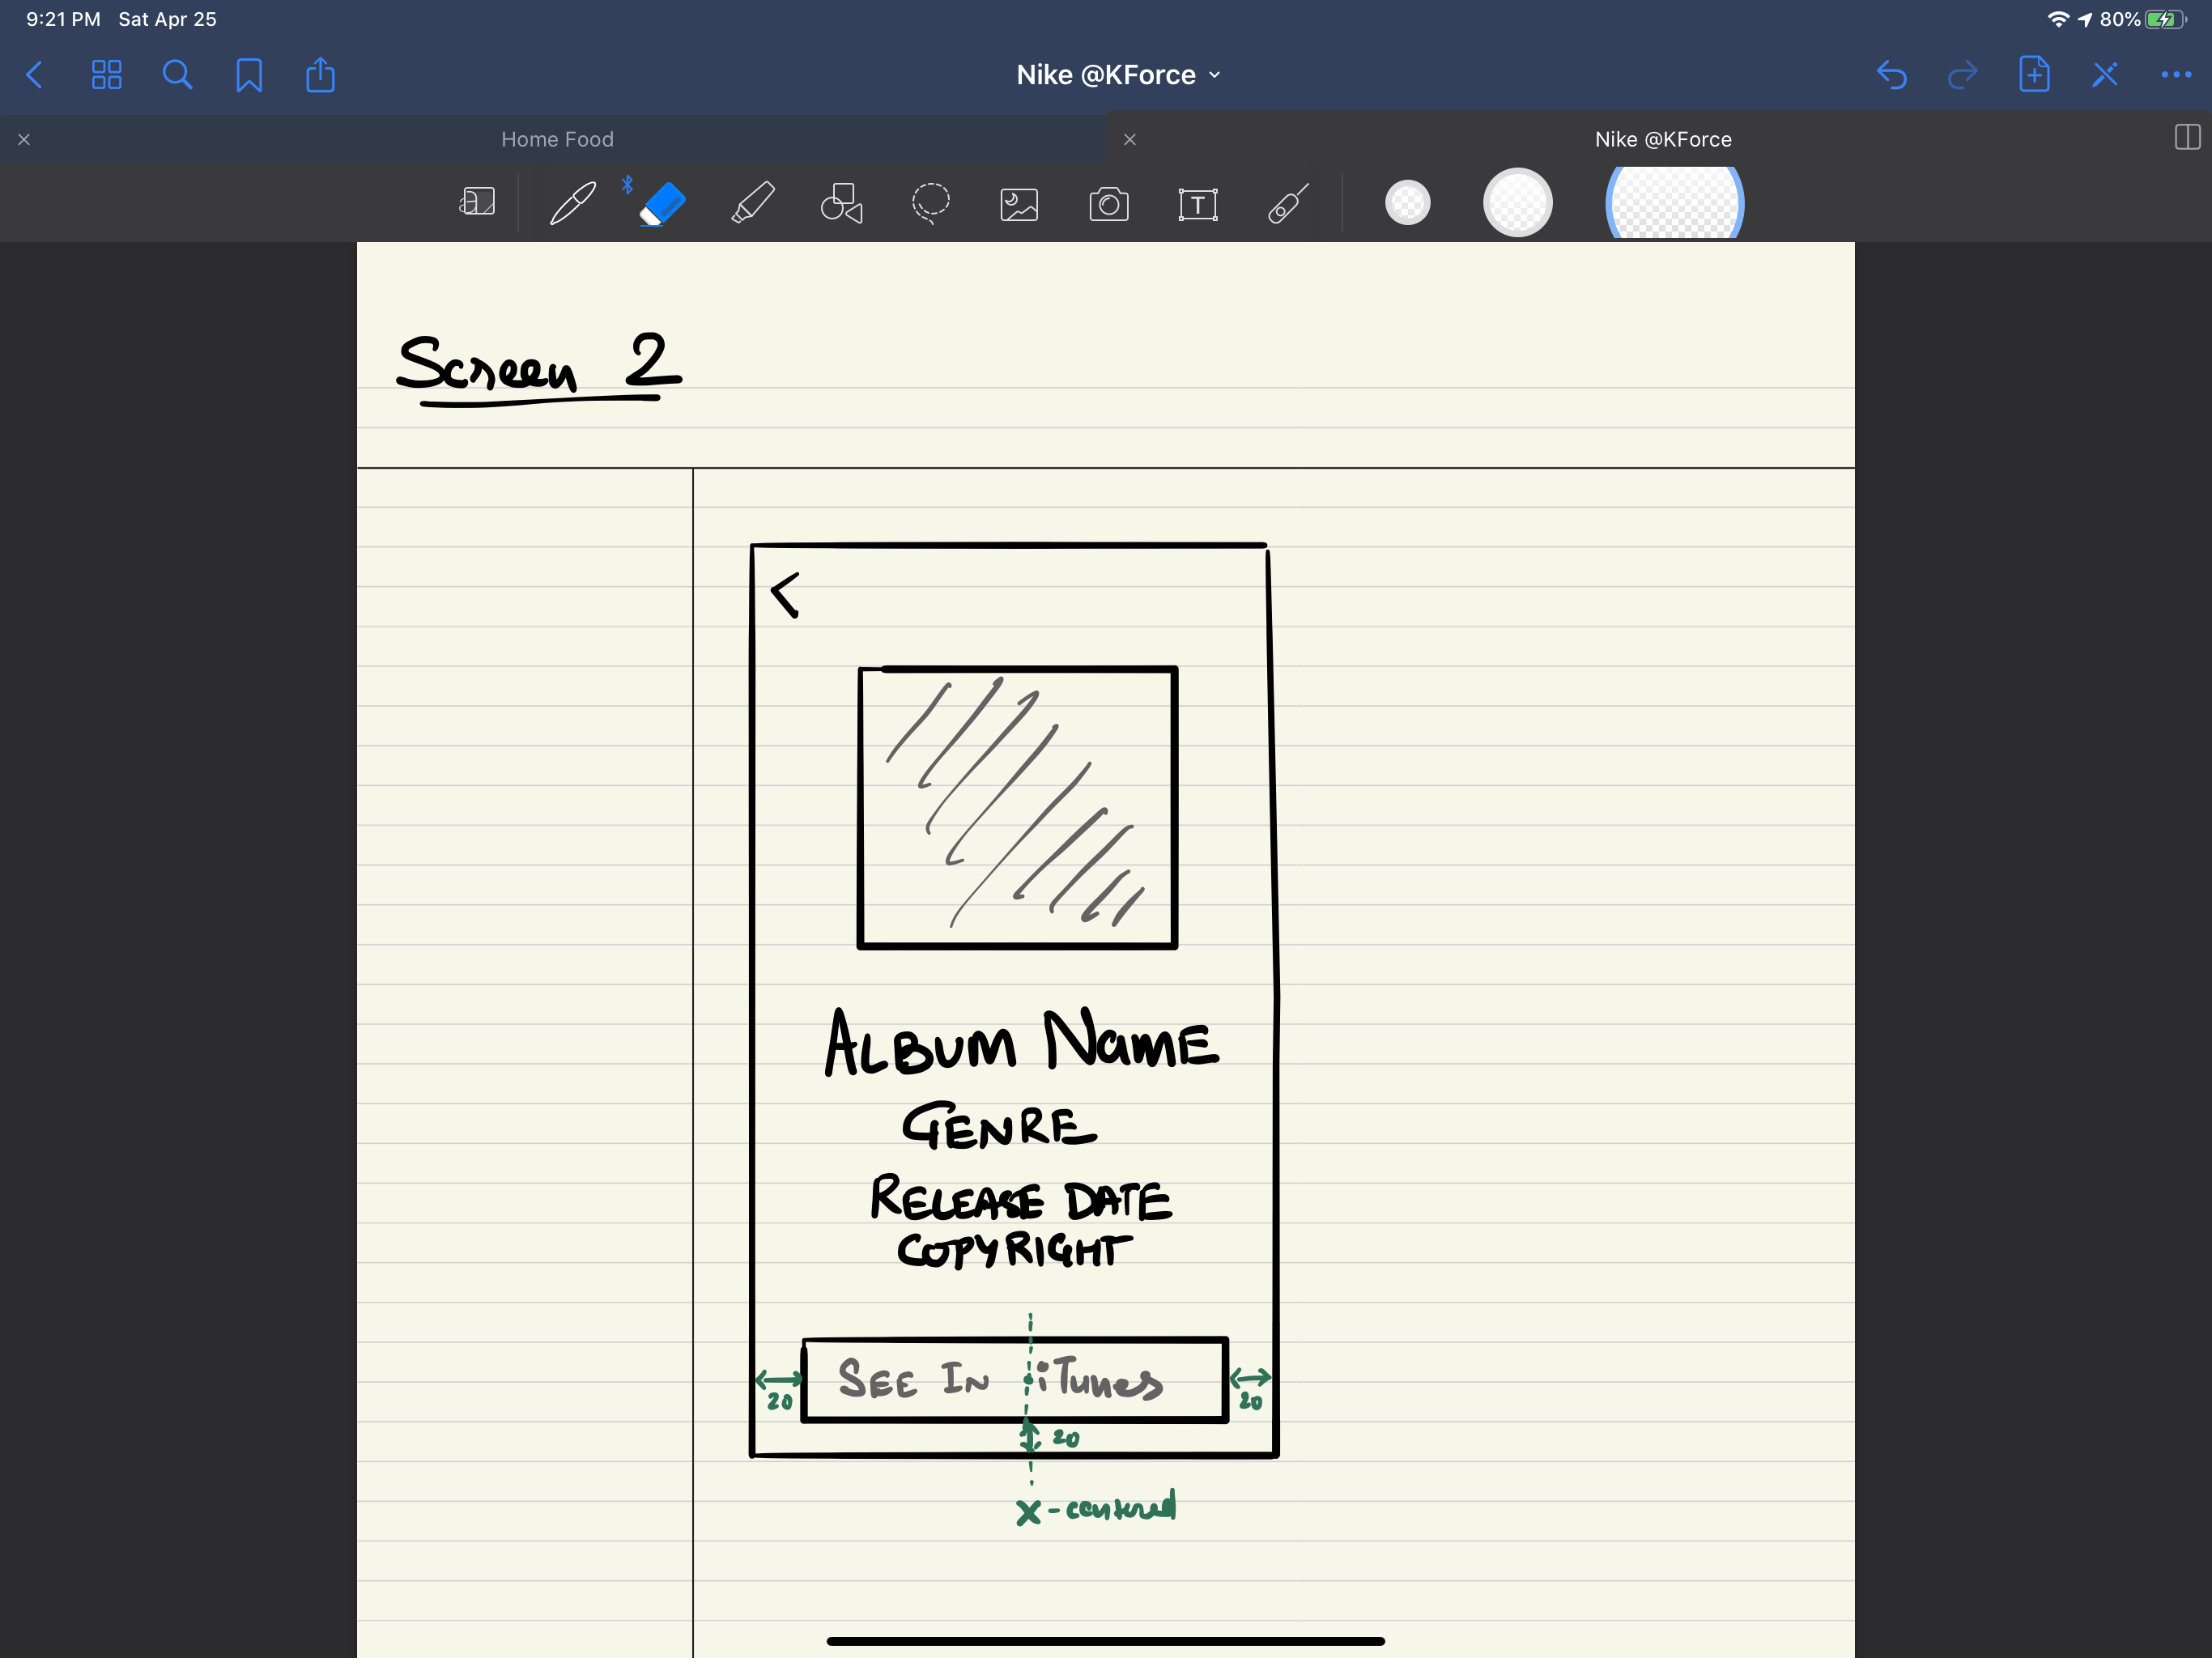 9:21 PM Sat Apr 25
80%
Nike @KForce
Home Food
Nike @KForce
T
Screen 2
<
ALBUM NamE
GENRE
RELEASE DATE
COPYRIGHT
SEE IN iTunes
20
20
20
x-centered